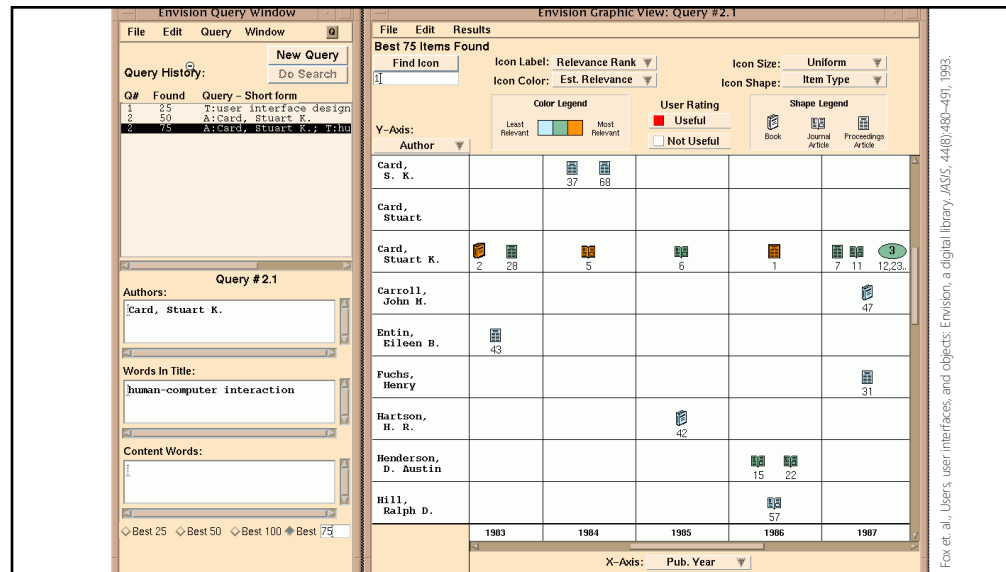 Envision Query Window
File Edit Query Window Q
New Query
Query History:
Do Search
Q# Found Query - Short form
1 25 T:user interface design
2 50 A:Card, Stuart K.
2 75 A:Card, Stuart K.; T:hu
Query #2.1
Authors:
Card, Stuart K.
Words In Title:
human-computer interaction
Content Words:
Best 25 Best 50 Best 100 Best 75
Envision Graphic View: Query #2.1
File Edit Results
Best 75 Items Found
Find Icon
1
Icon Label: Relevance Rank
Icon Size: Uniform
Icon Color: Est. Relevance
Icon Shape: Item Type
Color Legend
Least Relevant
Most Relevant
User Rating
Useful
Not Useful
Shape Legend
Book
Journal Article
Proceedings Article
Y-Axis:
Author
Card,
S. K.
37 68
Card,
Stuart
Card,
Stuart K.
3
2 28 5 6 1 7 11 12,23..
Carroll,
John M.
47
Entin,
Eileen B.
43
Fuchs,
Henry
31
Hartson,
H. R.
42
Henderson,
D. Austin
15 22
Hill,
Ralph D.
57
1983 1984 1985 1986 1987
X-Axis: Pub. Year
Fox et. al., Users, user interfaces, and objects: Envision, a digital library. JASIS, 44(8):480–491, 1993.